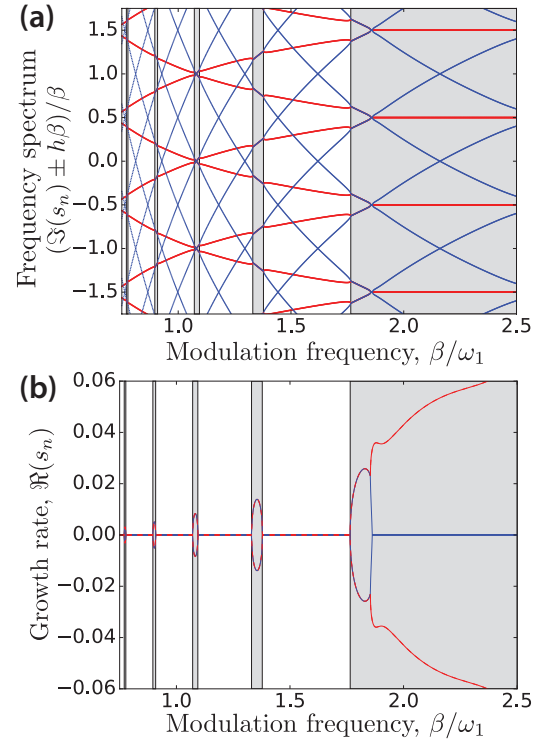 (a)
Frequency spectrum
(ℑ(sₙ) ± hβ)/β
1.5
1.0
0.5
0.0
−0.5
−1.0
−1.5
1.0 1.5 2.0 2.5
Modulation frequency, β/ω₁
(b)
Growth rate, ℜ(sₙ)
0.06
0.04
0.02
0.00
−0.02
−0.04
−0.06
1.0 1.5 2.0 2.5
Modulation frequency, β/ω₁